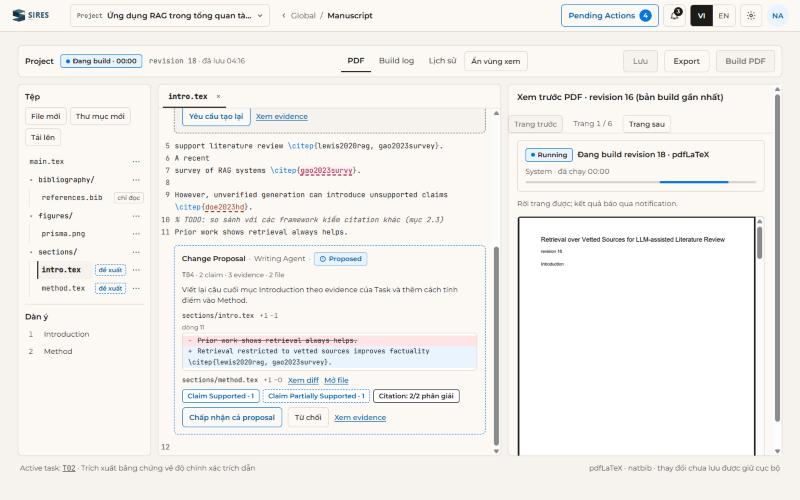 SIRES
Project Ứng dụng RAG trong tổng quan tà...
‹ Global / Manuscript
Pending Actions 4
3
VI EN
NA
Project Đang build · 00:00 revision 18 · đã lưu 04:16
PDF Build log Lịch sử Ẩn vùng xem
Lưu Export Build PDF
Tệp
File mới Thư mục mới
Tải lên
main.tex ···
bibliography/ ···
references.bib chỉ đọc
figures/ ···
prisma.png ···
sections/ ···
intro.tex đề xuất ···
method.tex đề xuất ···
Dàn ý
1 Introduction
2 Method
intro.tex ×
Yêu cầu tạo lại Xem evidence
5 support literature review \citep{lewis2020rag, gao2023survey}.
6 A recent
7 survey of RAG systems \citep{gao2023survvy}.
8
9 However, unverified generation can introduce unsupported claims
\citep{doe2023hd}.
10 % TODO: so sánh với các framework kiểm citation khác (mục 2.3)
11 Prior work shows retrieval always helps.
Change Proposal · Writing Agent · Proposed
T04 · 2 claim · 3 evidence · 2 file
Viết lại câu cuối mục Introduction theo evidence của Task và thêm cách tính
điểm vào Method.
sections/intro.tex +1 −1
dòng 11
- Prior work shows retrieval always helps.
+ Retrieval restricted to vetted sources improves factuality
\citep{lewis2020rag, gao2023survey}.
sections/method.tex +1 −0 Xem diff Mở file
Claim Supported · 1 Claim Partially Supported · 1 Citation: 2/2 phân giải
Chấp nhận cả proposal Từ chối Xem evidence
12
Xem trước PDF · revision 16 (bản build gần nhất)
Trang trước Trang 1 / 6 Trang sau
Running Đang build revision 18 · pdfLaTeX
System · đã chạy 00:00
Rời trang được; kết quả báo qua notification.
Retrieval over Vetted Sources for LLM-assisted Literature Review
revision 16
Introduction
Active task: T02 · Trích xuất bằng chứng về độ chính xác trích dẫn
pdfLaTeX · natbib · thay đổi chưa lưu được giữ cục bộ